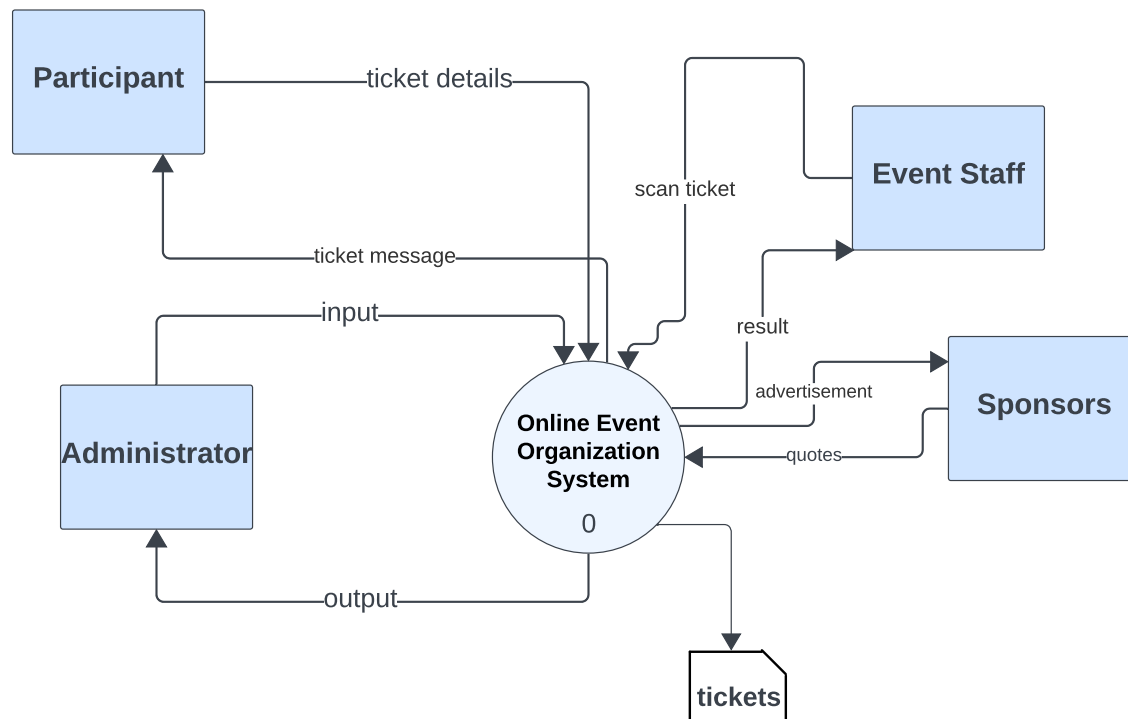 Participant
ticket details
Event Staff
scan ticket
ticket message
input
result
advertisement
Sponsors
Online Event
Organization
System
0
Administrator
quotes
output
tickets